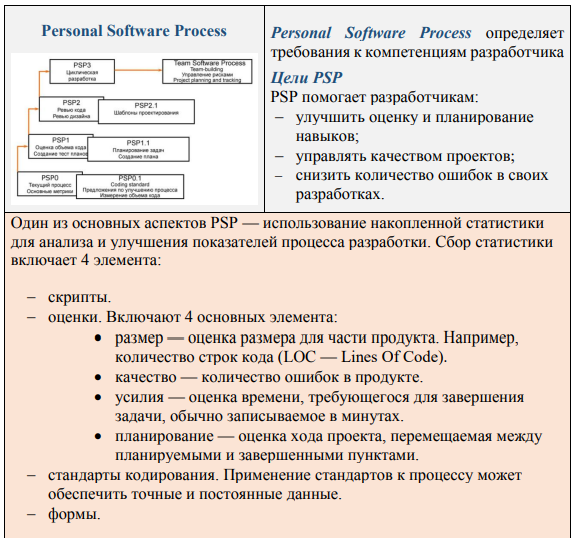 Personal Software Process
PSP3
Циклическая
разработка
Team Software Process
Team-building
Управление рисками
Project planning and tracking
PSP2
Ревью кода
Ревью дизайна
PSP2.1
Шаблоны проектирования
PSP1
Оценка объема кода
Создание тест планов
PSP1.1
Планирование задач
Создание плана
PSP0
Текущий процесс
Основные метрики
PSP0.1
Coding standard
Предложения по улучшению процесса
Измерение объема кода
Personal Software Process определяет
требования к компетенциям разработчика
Цели PSP
PSP помогает разработчикам:
– улучшить оценку и планирование
навыков;
– управлять качеством проектов;
– снизить количество ошибок в своих
разработках.
Один из основных аспектов PSP — использование накопленной статистики
для анализа и улучшения показателей процесса разработки. Сбор статистики
включает 4 элемента:
– скрипты.
– оценки. Включают 4 основных элемента:
● размер — оценка размера для части продукта. Например,
количество строк кода (LOC — Lines Of Code).
● качество — количество ошибок в продукте.
● усилия — оценка времени, требующегося для завершения
задачи, обычно записываемое в минутах.
● планирование — оценка хода проекта, перемещаемая между
планируемыми и завершенными пунктами.
– стандарты кодирования. Применение стандартов к процессу может
обеспечить точные и постоянные данные.
– формы.